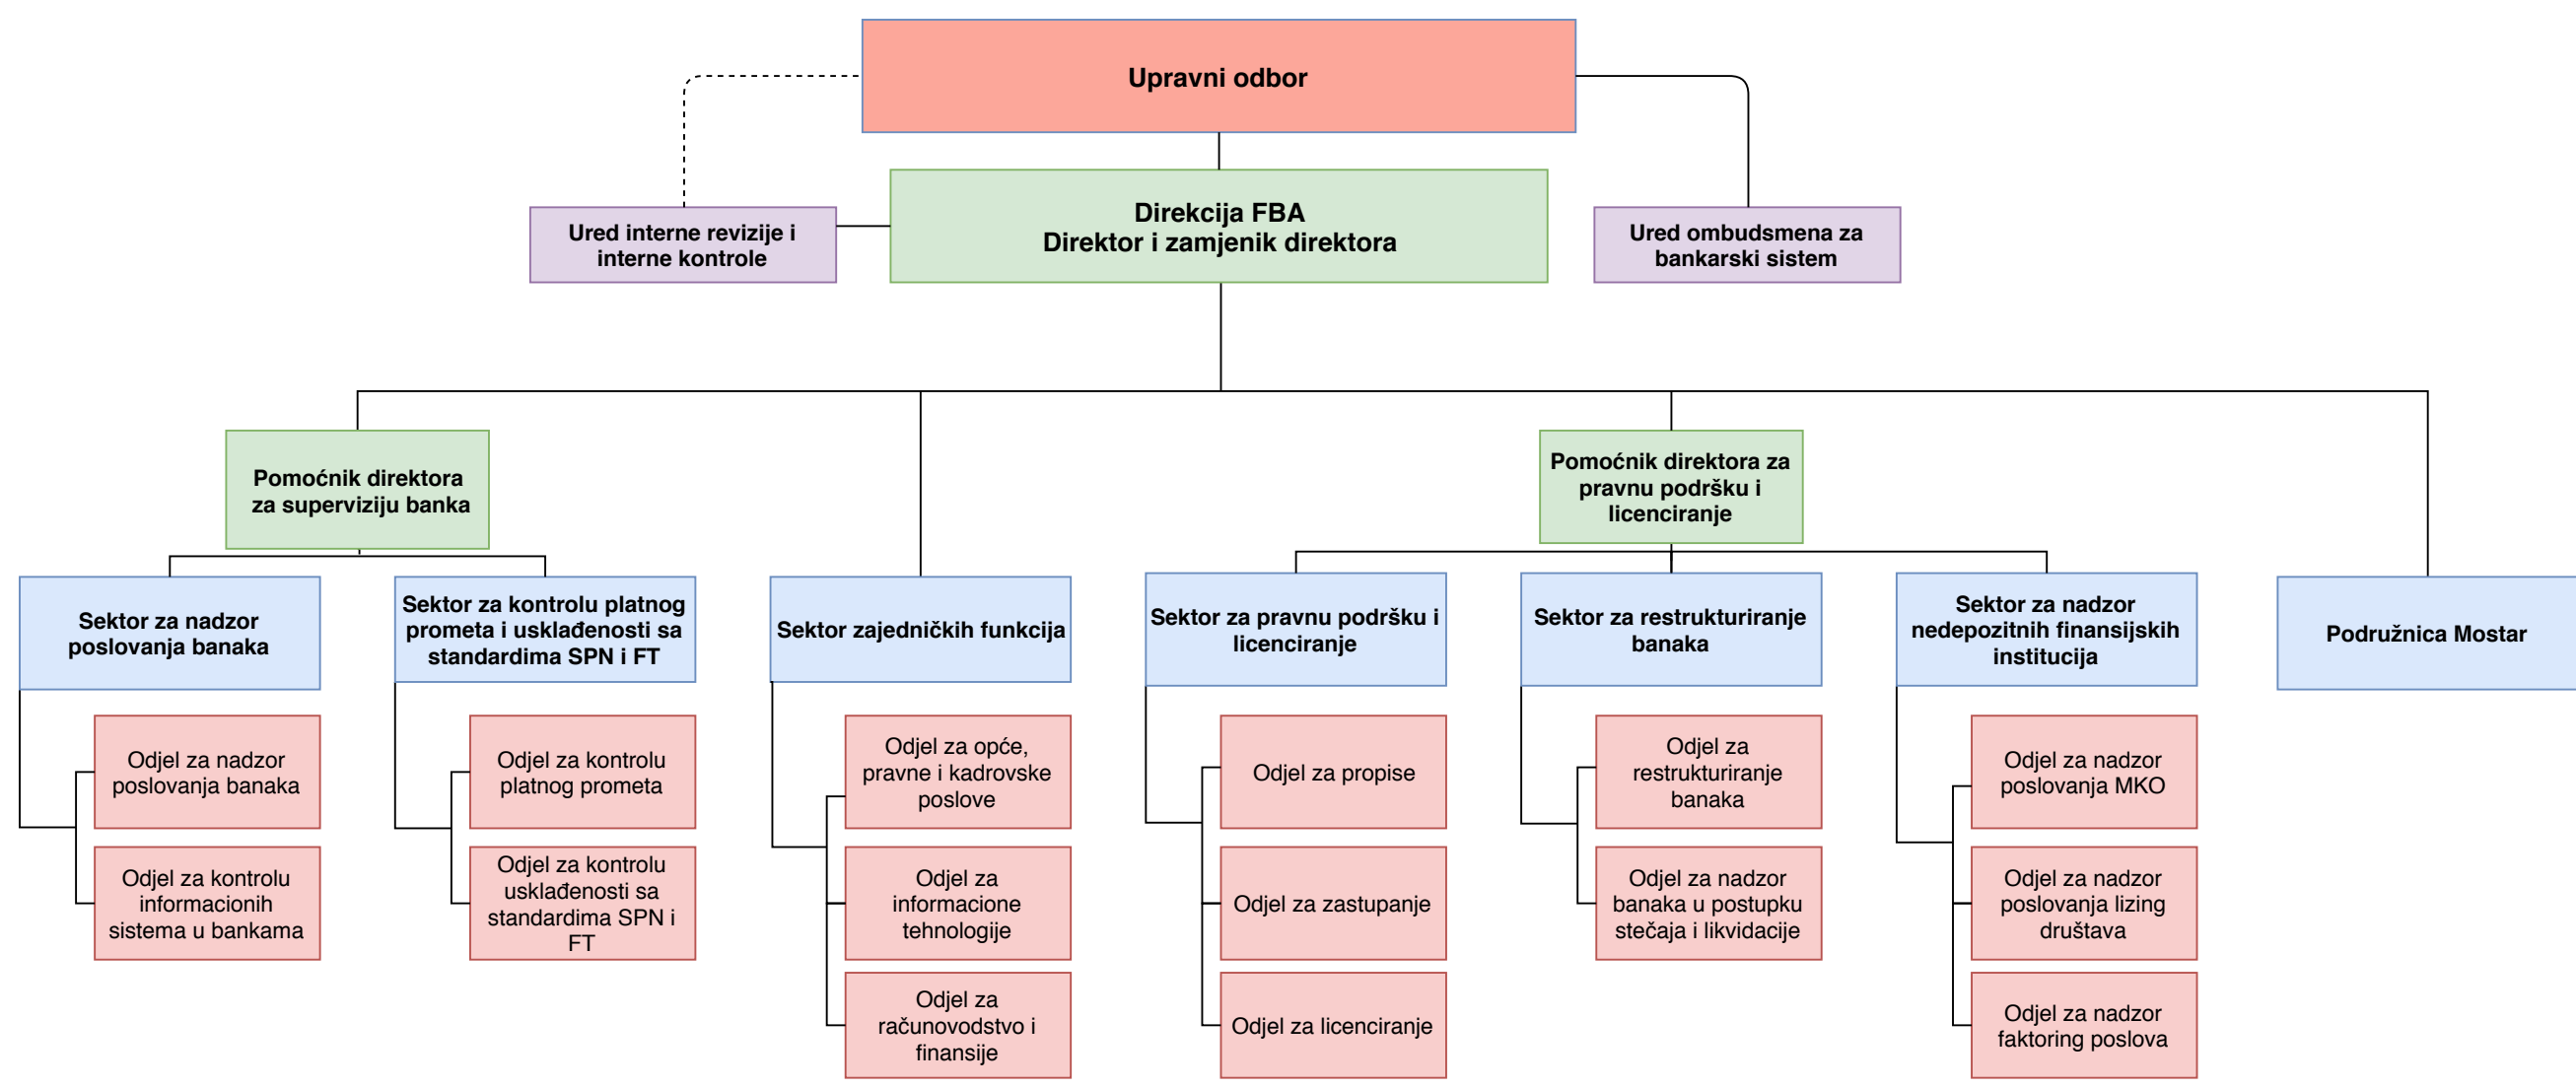 Upravni odbor
Direkcija FBA
Direktor i zamjenik direktora
Ured interne revizije i
interne kontrole
Ured ombudsmena za
bankarski sistem
Pomoćnik direktora
za superviziju banka
Pomoćnik direktora za
pravnu podršku i
licenciranje
Sektor za nadzor
poslovanja banaka
Sektor za kontrolu platnog
prometa i usklađenosti sa
standardima SPN i FT
Sektor zajedničkih funkcija
Sektor za pravnu podršku i
licenciranje
Sektor za restrukturiranje
banaka
Sektor za nadzor
nedepozitnih finansijskih
institucija
Podružnica Mostar
Odjel za nadzor
poslovanja banaka
Odjel za kontrolu
informacionih
sistema u bankama
Odjel za kontrolu
platnog prometa
Odjel za kontrolu
usklađenosti sa
standardima SPN i
FT
Odjel za opće,
pravne i kadrovske
poslove
Odjel za
informacione
tehnologije
Odjel za
računovodstvo i
finansije
Odjel za propise
Odjel za zastupanje
Odjel za licenciranje
Odjel za
restrukturiranje
banaka
Odjel za nadzor
banaka u postupku
stečaja i likvidacije
Odjel za nadzor
poslovanja MKO
Odjel za nadzor
poslovanja lizing
društava
Odjel za nadzor
faktoring poslova